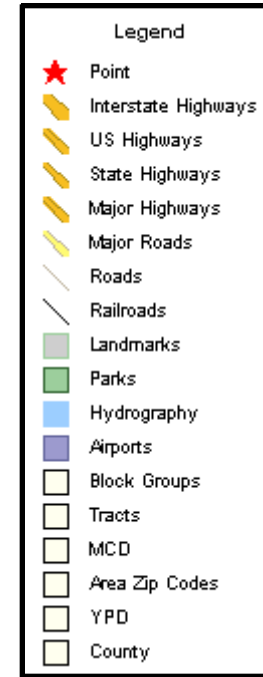 Legend
Point
Interstate Highways
US Highways
State Highways
Major Highways
Major Roads
Roads
Railroads
Landmarks
Parks
Hydrography
Airports
Block Groups
Tracts
MCD
Area Zip Codes
YPD
County